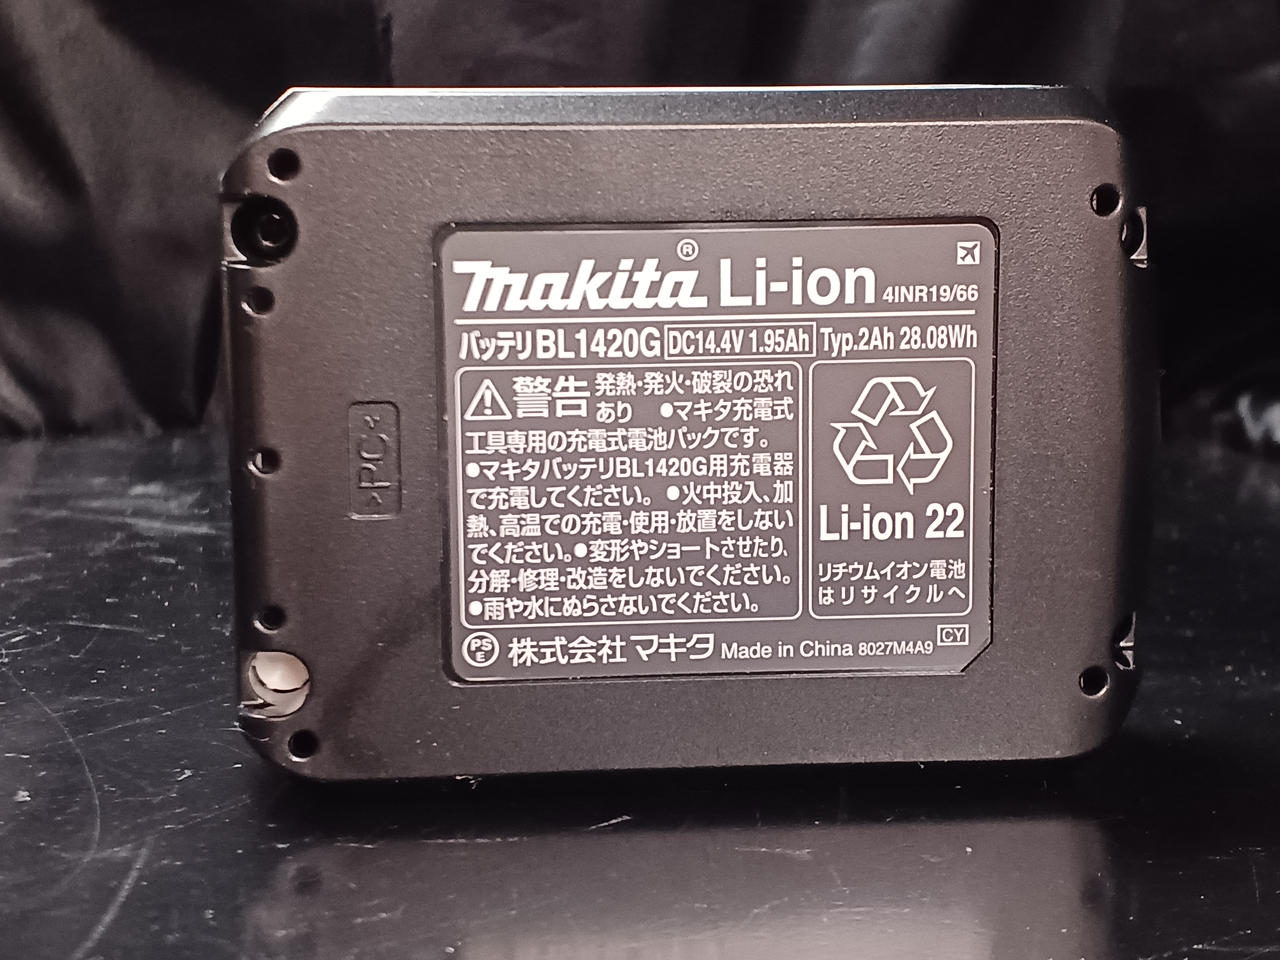 makita® Li-ion 4INR19/66
バッテリBL1420G DC14.4V 1.95Ah Typ.2Ah 28.08Wh
警告 発熱・発火・破裂の恐れ
あり ●マキタ充電式
工具専用の充電式電池パックです。
●マキタバッテリBL1420G用充電器
で充電してください。 ●火中投入、加
熱、高温での充電・使用・放置をしない
でください。●変形やショートさせたり、
分解・修理・改造をしないでください。
●雨や水にぬらさないでください。
Li-ion 22
リチウムイオン電池
はリサイクルへ
PSE 株式会社マキタ Made in China 8027M4A9 CY
>PC<